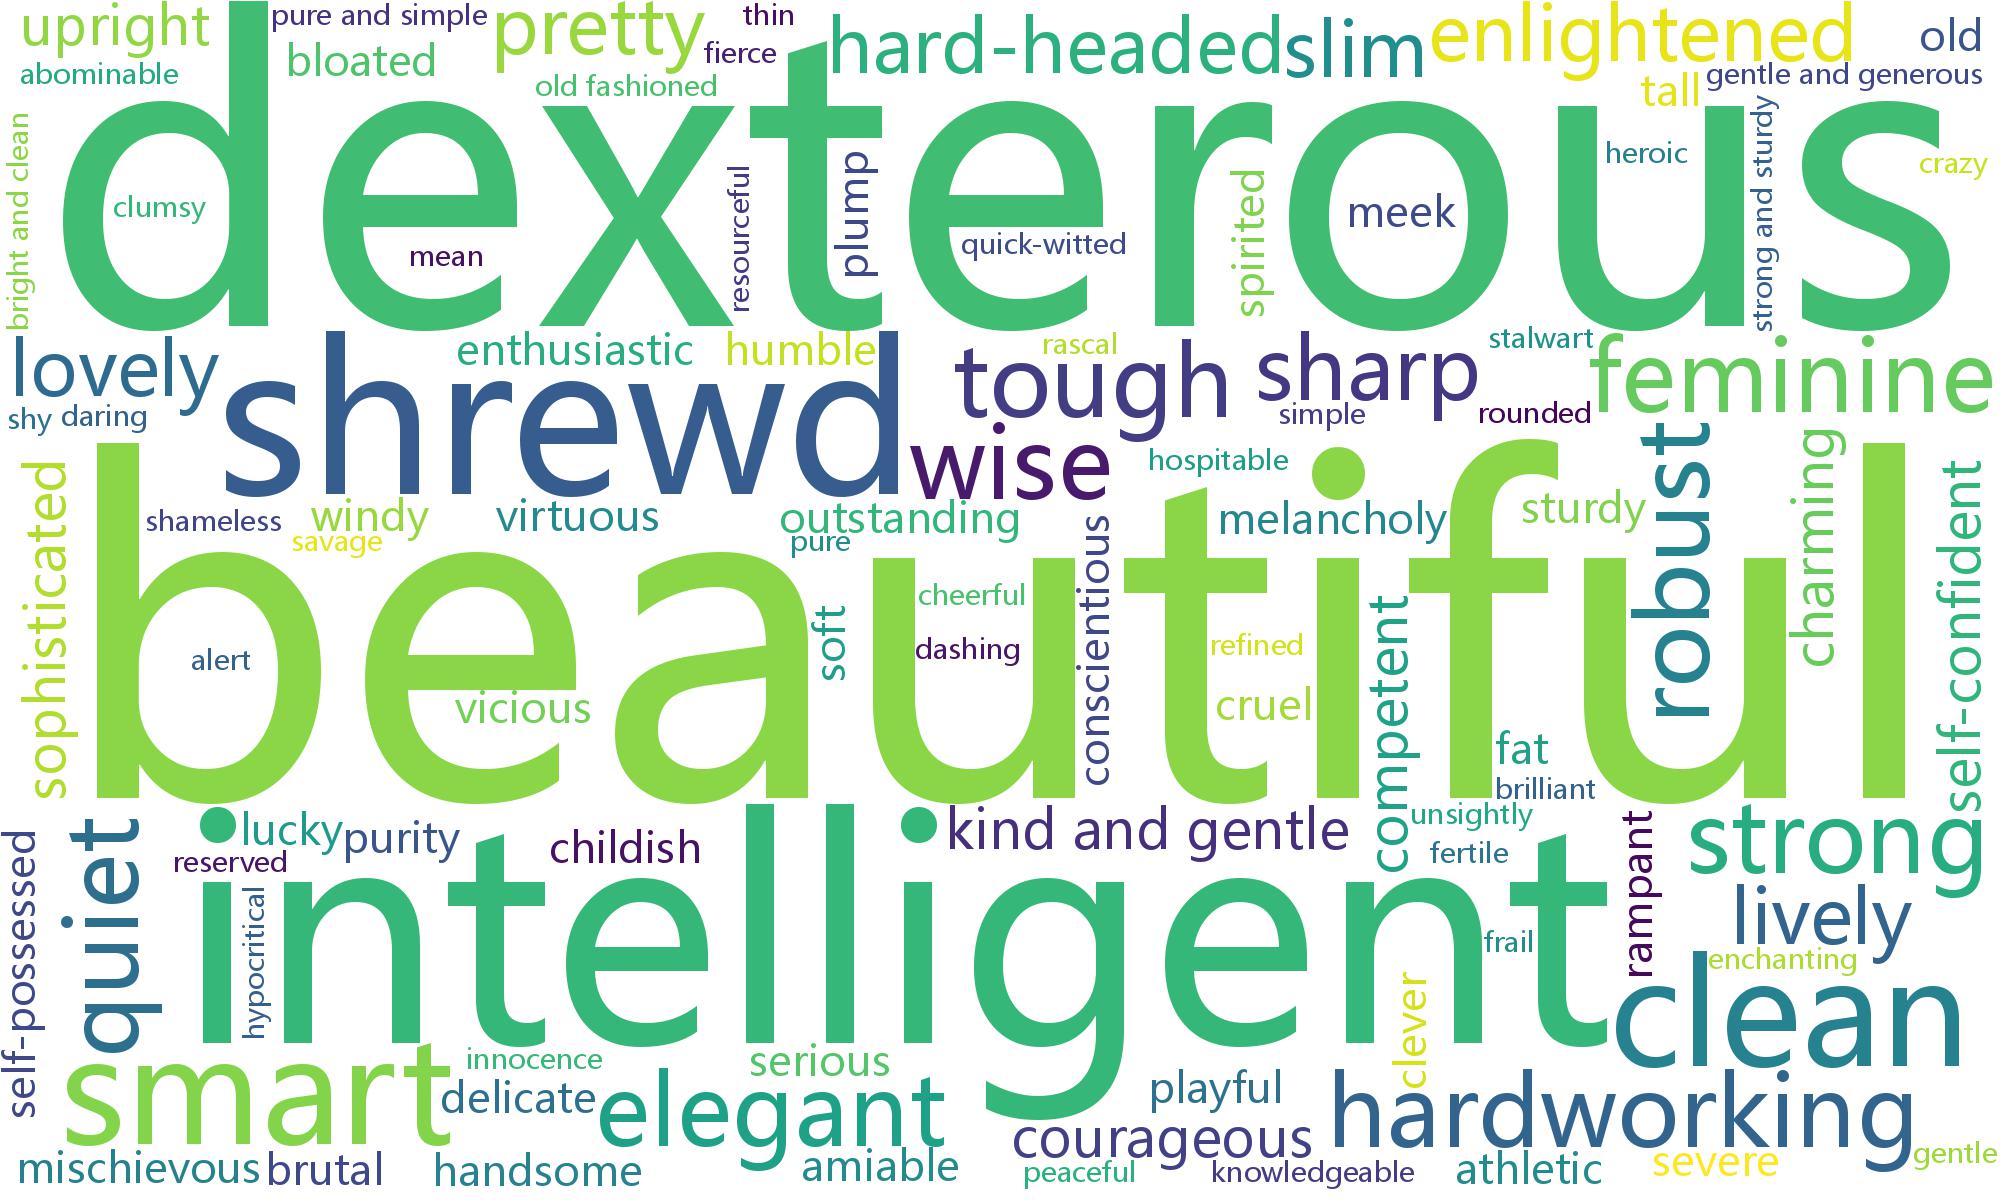 upright
pure and simple
pretty
thin
hard-headed
slim
enlightened
old
abominable
bloated
old fashioned
fierce
tall
gentle and generous
dexterous
bright and clean
clumsy
mean
resourceful
plump
quick-witted
spirited
meek
heroic
strong and sturdy
crazy
lovely
enthusiastic
humble
rascal
stalwart
feminine
shy
daring
shrewd
tough
sharp
simple
rounded
wise
hospitable
robust
charming
self-confident
sophisticated
shameless
windy
savage
virtuous
outstanding
pure
melancholy
sturdy
beautiful
alert
vicious
soft
cheerful
dashing
conscientious
refined
cruel
competent
fat
brilliant
unsightly
fertile
lucky
purity
childish
kind and gentle
strong
reserved
self-possessed
quiet
hypocritical
intelligent
frail
rampant
lively
enchanting
clean
smart
innocence
delicate
elegant
serious
playful
clever
hardworking
courageous
mischievous
brutal
handsome
amiable
peaceful
knowledgeable
athletic
severe
gentle